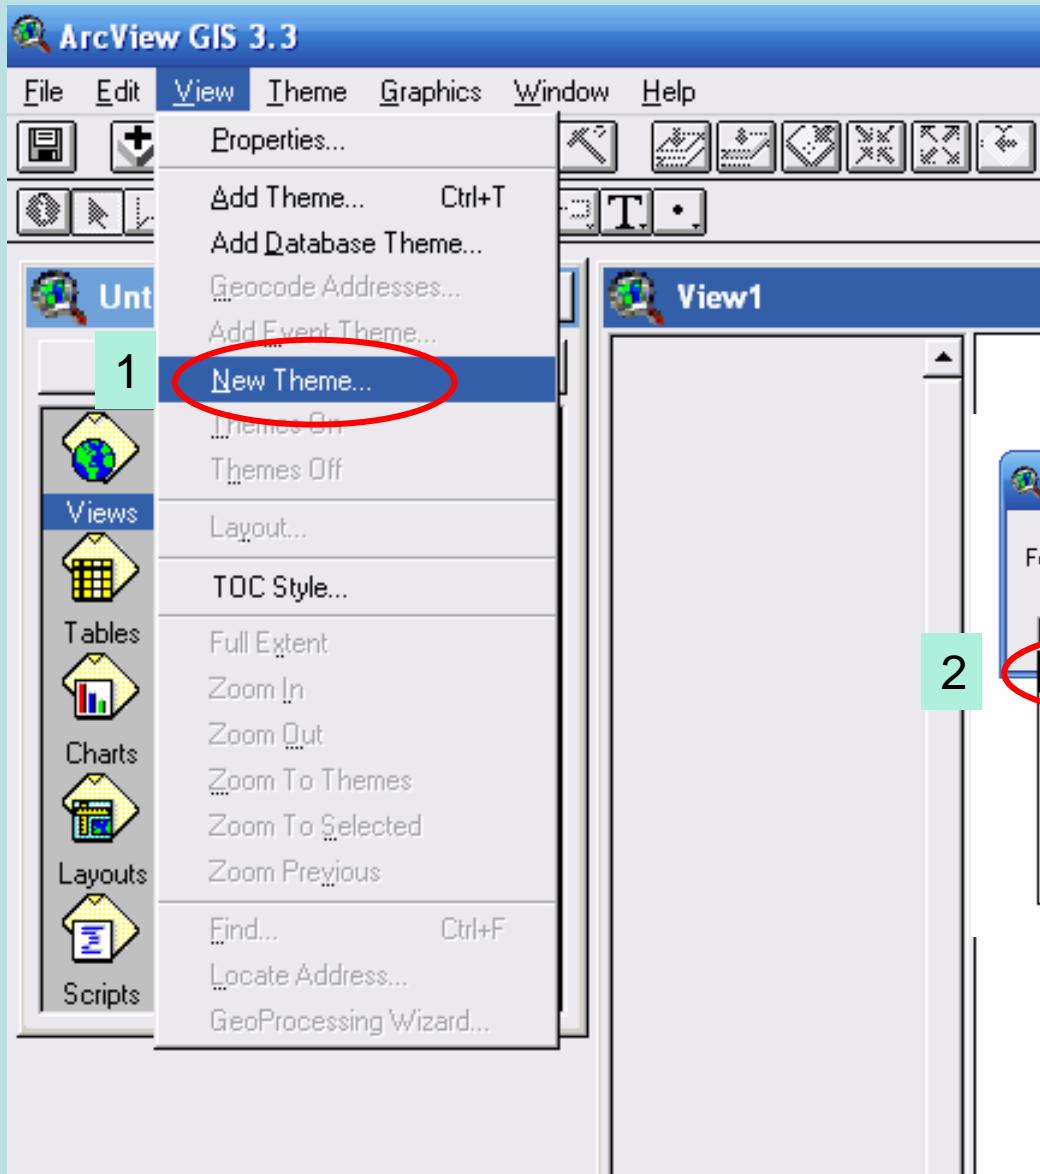 ArcView GIS 3.3
File Edit View Theme Graphics Window Help
Properties...
Add Theme... Ctrl+T
Add Database Theme...
Geocode Addresses...
Add Event Theme...
New Theme...
Themes On
Themes Off
Layout...
TOC Style...
Full Extent
Zoom In
Zoom Out
Zoom To Themes
Zoom To Selected
Zoom Previous
Find... Ctrl+F
Locate Address...
GeoProcessing Wizard...
T
Unt
1
Views
Tables
Charts
Layouts
Scripts
View1
2